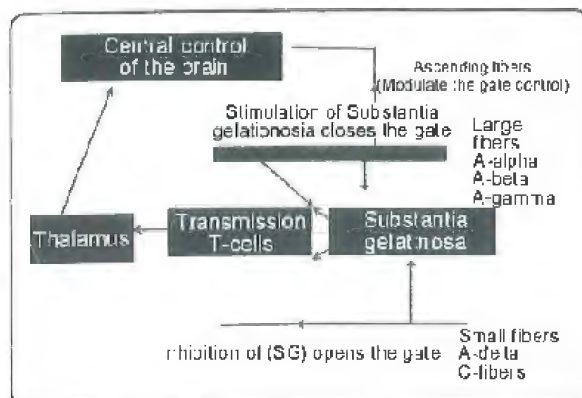 Central control
of the brain
Ascending fibers
(Modulate the gate control)
Stimulation of Substantia
gelationosia closes the gate
Large
fibers
A-alpha
A-beta
A-gamma
Thalamus
Transmission
T-cells
Substantia
gelatinosa
nhibition of (SG) opens the gate
Small fibers
A-delta
C-fibers